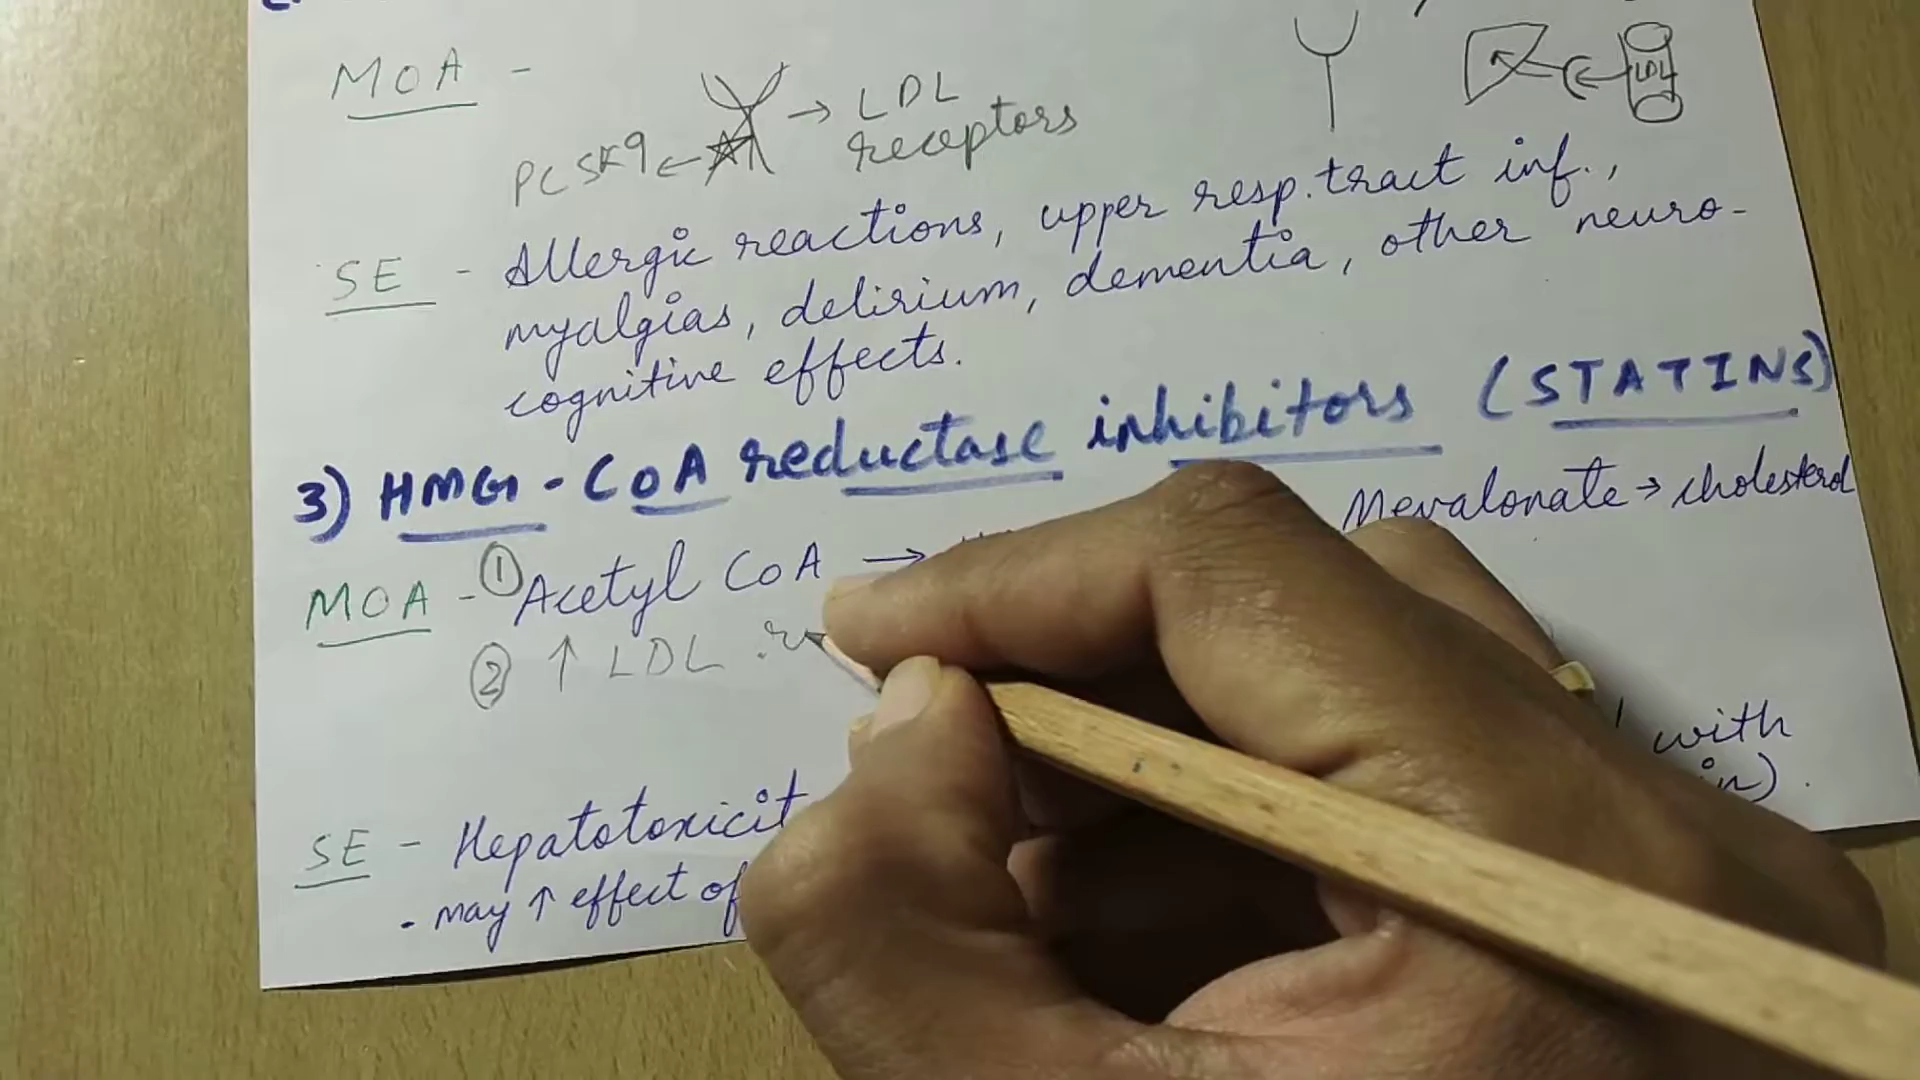 MOA -
LDL
PCSK9 ← → LDL receptors
SE - Allergic reactions, upper resp. tract inf.,
myalgias, delirium, dementia, other neuro-
cognitive effects.
3) HMG-CoA reductase inhibitors (STATINS)
MOA - ① Acetyl CoA → Mevalonate → cholesterol
② ↑ LDL
SE - Hepatotoxicit with
. may ↑ effect of